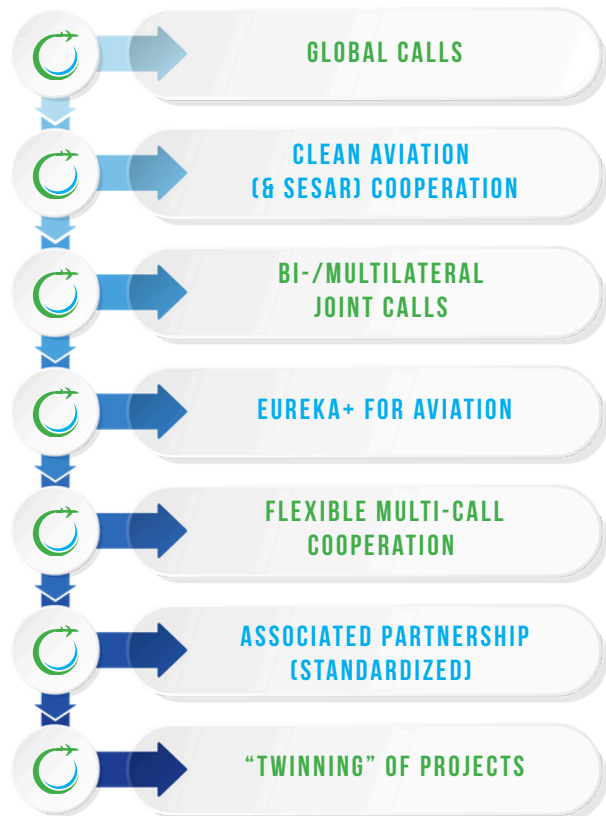 GLOBAL CALLS
CLEAN AVIATION
(& SESAR) COOPERATION
BI-/MULTILATERAL
JOINT CALLS
EUREKA+ FOR AVIATION
FLEXIBLE MULTI-CALL
COOPERATION
ASSOCIATED PARTNERSHIP
(STANDARDIZED)
“TWINNING” OF PROJECTS